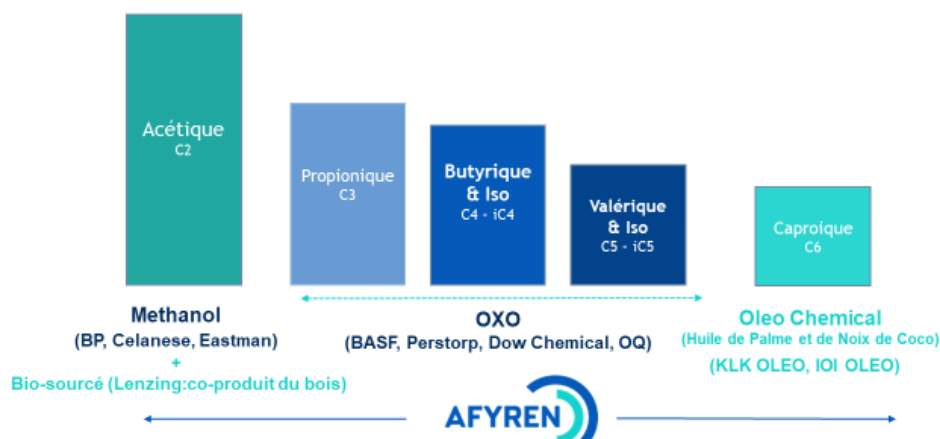 Acétique
C2
Propionique
C3
Butyrique
& Iso
C4 - iC4
Valérique
& Iso
C5 - iC5
Caproique
C6
Methanol
(BP, Celanese, Eastman)
+
Bio-sourcé (Lenzing:co-produit du bois)
OXO
(BASF, Perstorp, Dow Chemical, OQ)
Oleo Chemical
(Huile de Palme et de Noix de Coco)
(KLK OLEO, IOI OLEO)
AFYREN